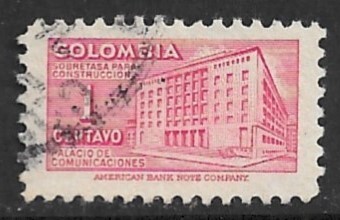 COLOMBIA
SOBRETASA PARA
CONSTRUCCION
1
CENTAVO
PALACIO DE
COMUNICACIONES
AMERICAN BANK NOTE COMPANY.